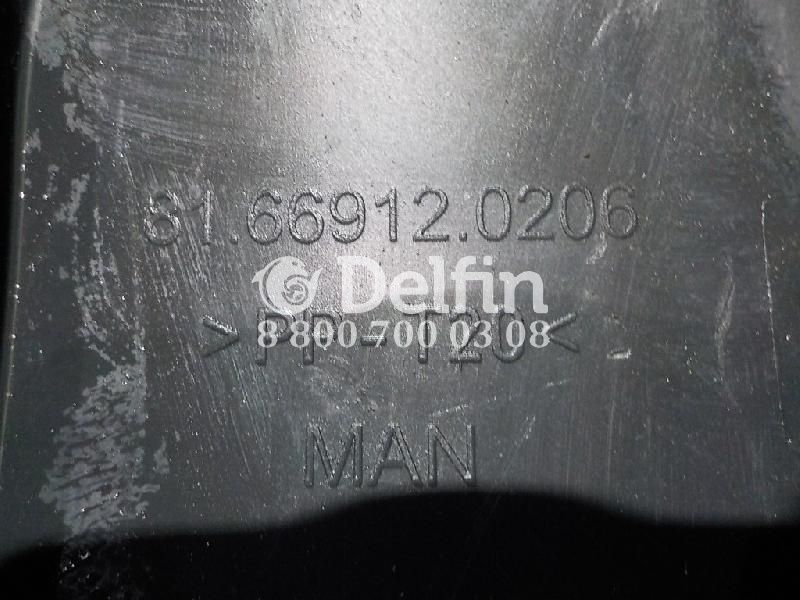 81.66912.0206
Delfin
8 800 700 03 08
>PP-T20<
MAN